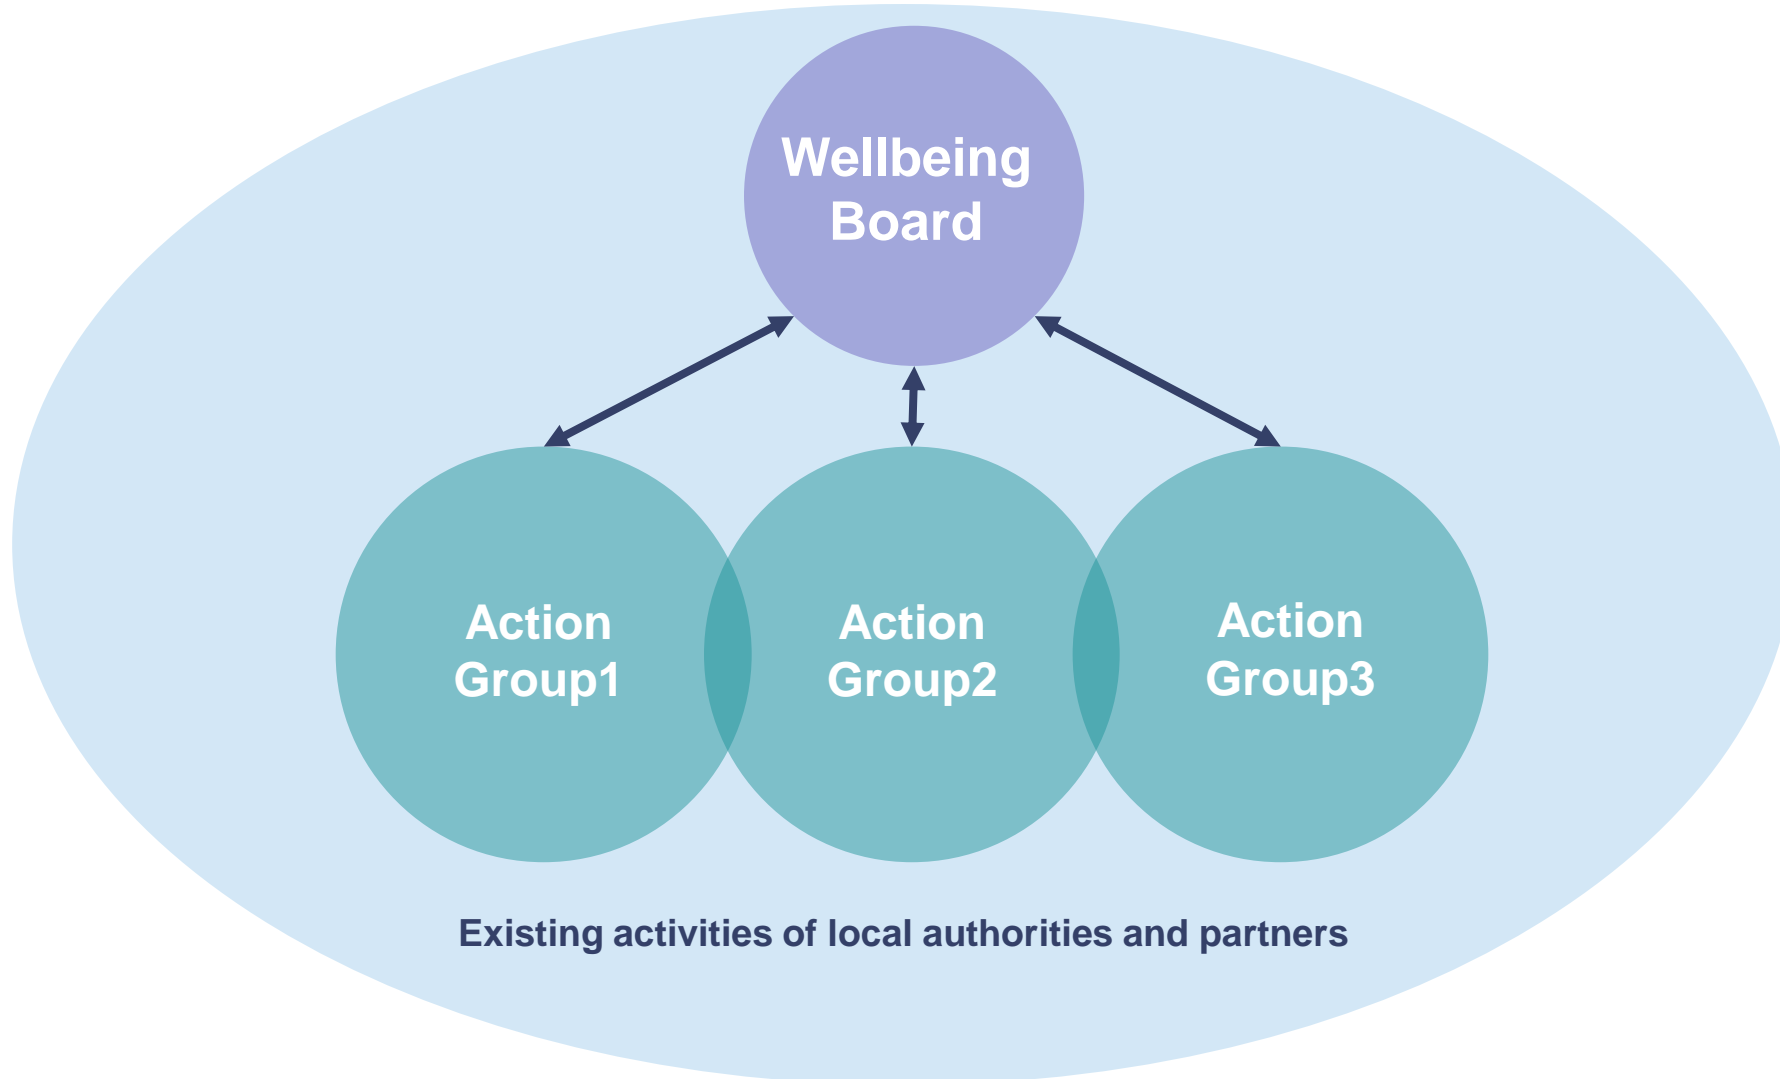 Wellbeing
Board
Action
Group1
Action
Group2
Action
Group3
Existing activities of local authorities and partners